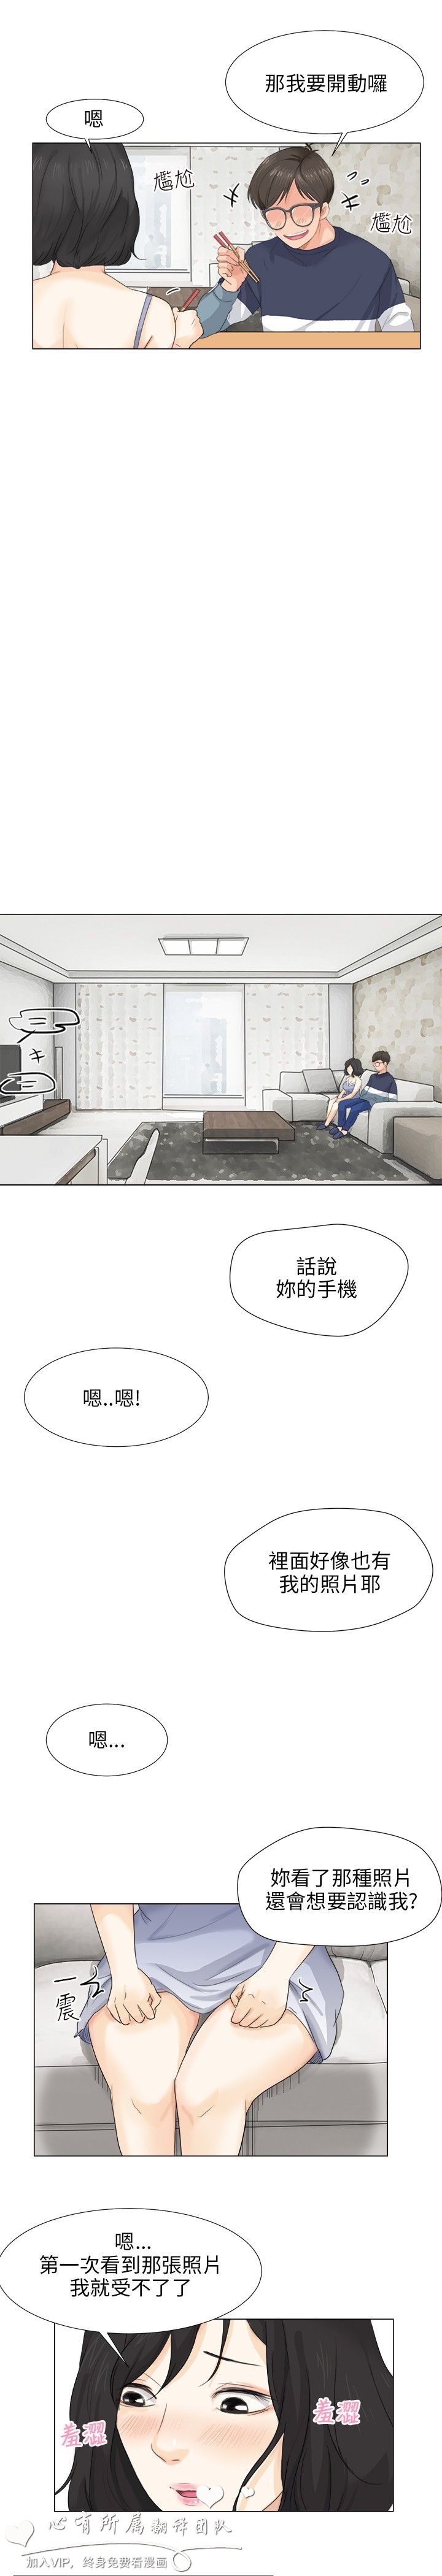 那我要開動囉
嗯
尷尬
尷尬
話說
妳的手機
嗯..嗯!
裡面好像也有
我的照片耶
嗯...
妳看了那種照片
還會想要認識我?
一震
嗯...
第一次看到那張照片
我就受不了了
羞澀
羞澀
心有所属翻译团队
加入VIP，终身免费看漫画